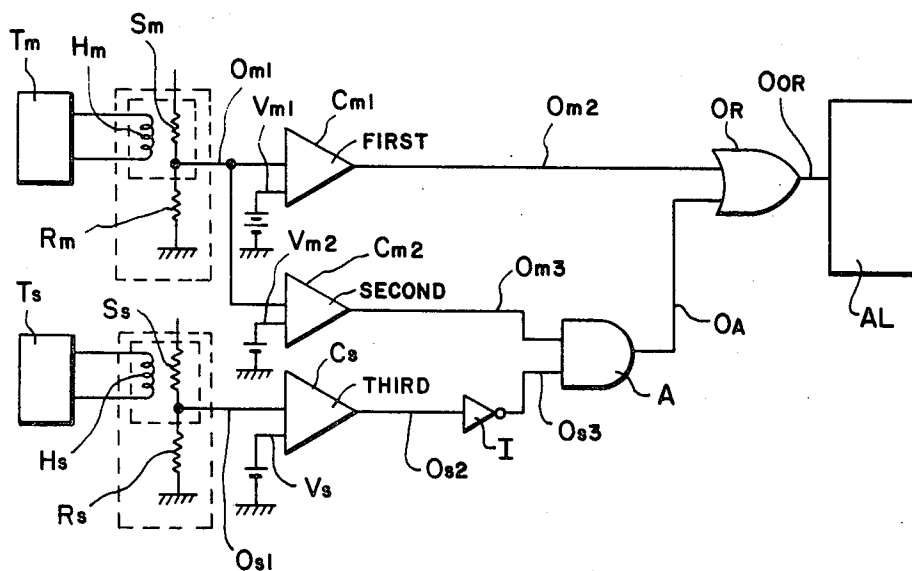 Tm
Hm
Sm
Om1
Vm1
Cm1
FIRST
Om2
OR
OOR
Rm
Vm2
Cm2
SECOND
Om3
AL
Ts
Ss
Cs
THIRD
OA
A
Hs
Rs
Os1
Vs
Os2
I
Os3